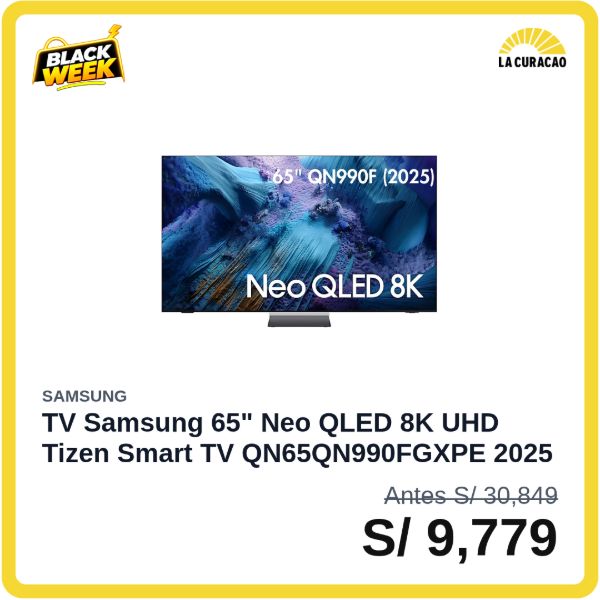 BLACK
WEEK
LA CURACAO
65" QN990F (2025)
Neo QLED 8K
SAMSUNG
TV Samsung 65" Neo QLED 8K UHD
Tizen Smart TV QN65QN990FGXPE 2025
Antes S/ 30,849
S/ 9,779